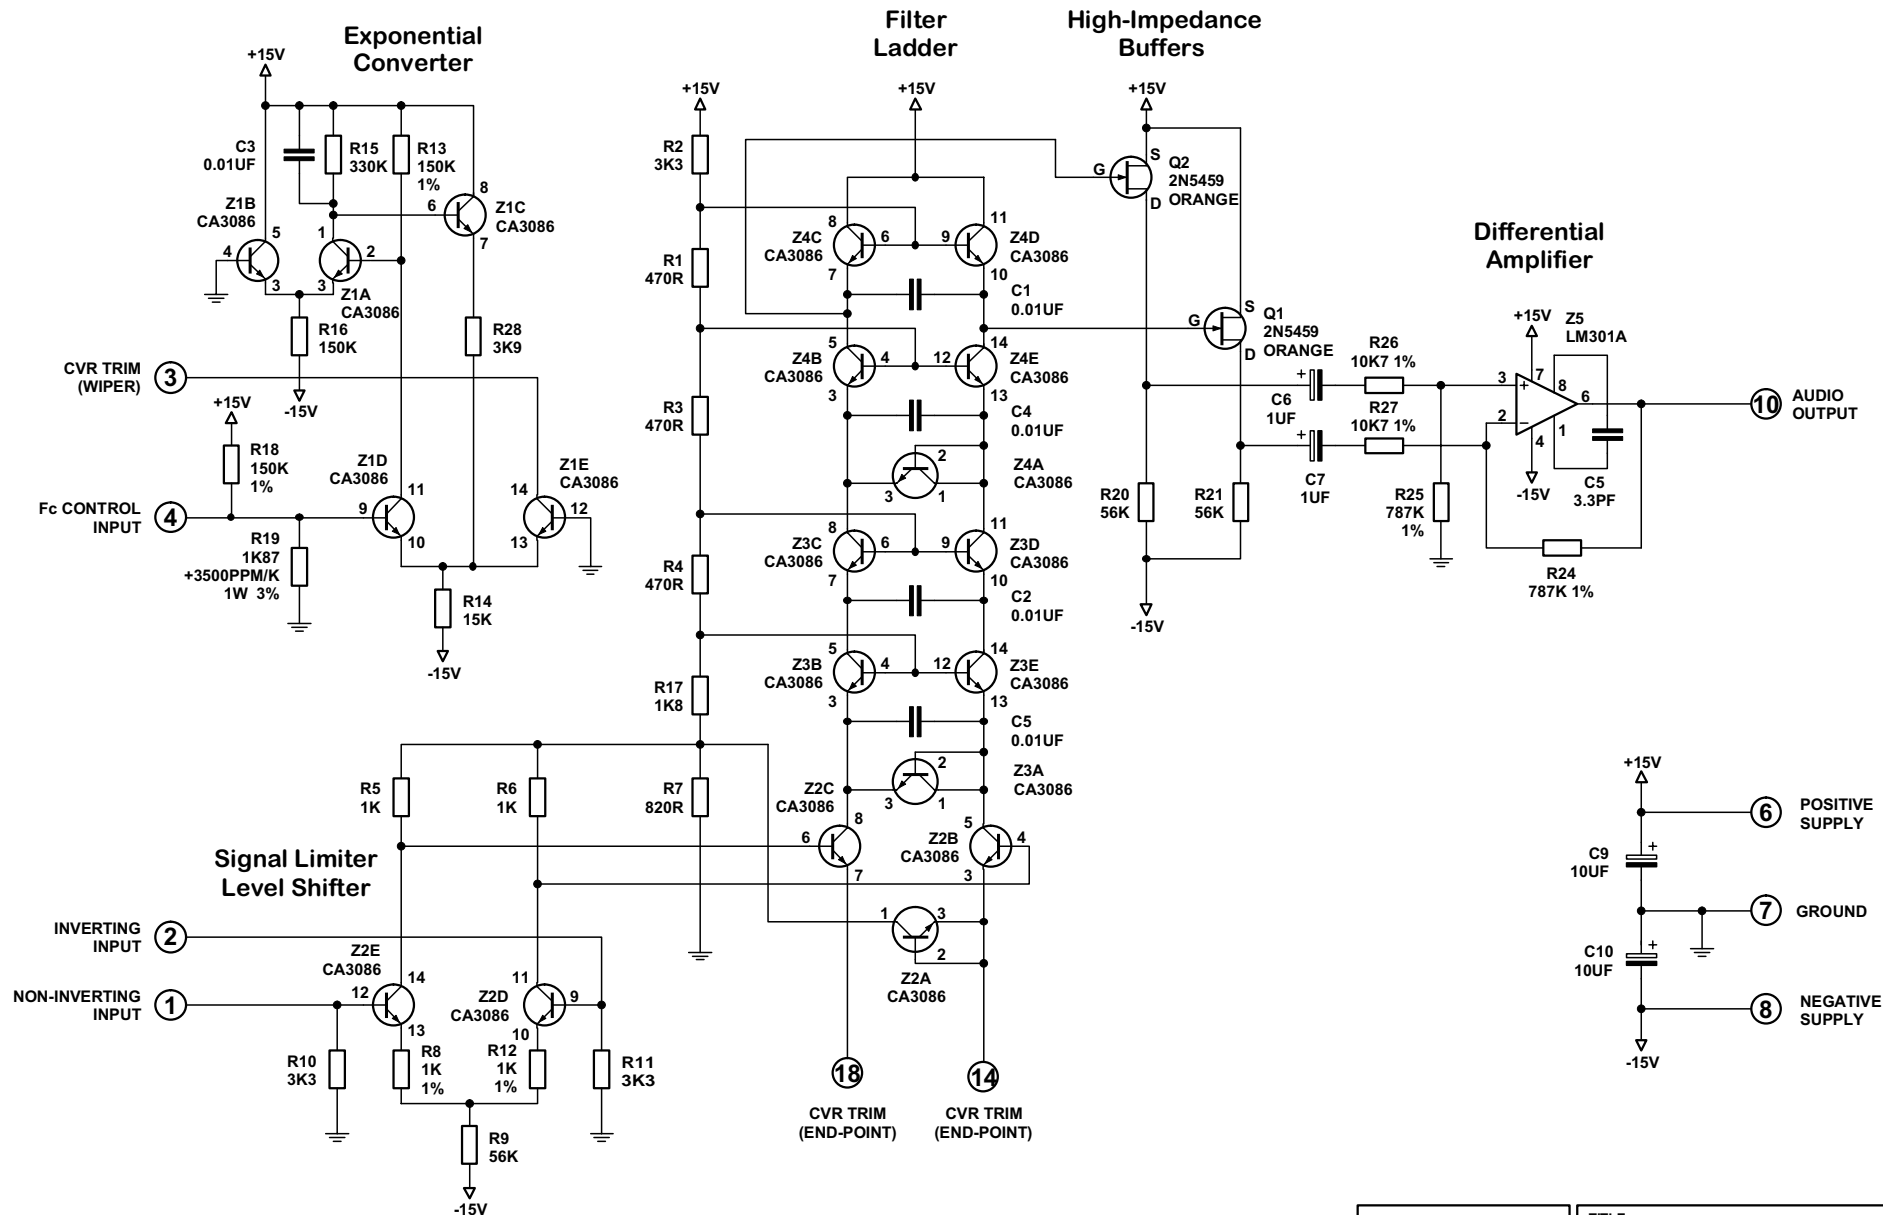 Exponential
Converter
+15V
C3
0.01UF
R15
330K
R13
150K
1%
Z1B
CA3086
5
4
3
1
2
3
Z1A
CA3086
6
8
7
Z1C
CA3086
R16
150K
-15V
R28
3K9
CVR TRIM
(WIPER)
3
+15V
R18
150K
1%
Fc CONTROL
INPUT
4
R19
1K87
+3500PPM/K
1W 3%
Z1D
CA3086
9
11
10
Z1E
CA3086
14
12
13
R14
15K
-15V
Filter
Ladder
+15V
+15V
R2
3K3
R1
470R
R3
470R
R4
470R
R17
1K8
R7
820R
Z4C
CA3086
8
6
7
9
11
10
Z4D
CA3086
C1
0.01UF
Z4B
CA3086
5
4
3
12
14
13
Z4E
CA3086
C4
0.01UF
2
3
1
Z4A
CA3086
Z3C
CA3086
8
6
7
9
11
10
Z3D
CA3086
C2
0.01UF
Z3B
CA3086
5
4
3
12
14
13
Z3E
CA3086
C5
0.01UF
2
3
1
Z3A
CA3086
Z2C
CA3086
6
8
7
Z2B
CA3086
5
4
3
1
3
2
Z2A
CA3086
18
CVR TRIM
(END-POINT)
14
CVR TRIM
(END-POINT)
Signal Limiter
Level Shifter
R5
1K
R6
1K
INVERTING
INPUT
2
NON-INVERTING
INPUT
1
Z2E
CA3086
12
14
13
Z2D
CA3086
11
9
10
R10
3K3
R8
1K
1%
R12
1K
1%
R11
3K3
R9
56K
-15V
High-Impedance
Buffers
+15V
G
S
D
Q2
2N5459
ORANGE
G
S
D
Q1
2N5459
ORANGE
R20
56K
R21
56K
-15V
+
C6
1UF
+
C7
1UF
R26
10K7 1%
R27
10K7 1%
R25
787K
1%
R24
787K 1%
Differential
Amplifier
+15V
Z5
LM301A
3
+
2
−
7
8
6
1
4
-15V
C5
3.3PF
10
AUDIO
OUTPUT
+15V
6
POSITIVE
SUPPLY
C9
10UF
+
7
GROUND
C10
10UF
+
8
NEGATIVE
SUPPLY
-15V